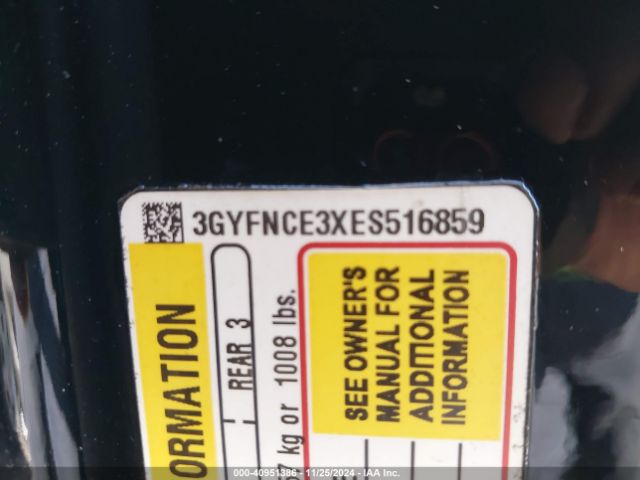 3GYFNCE3XES516859
ORMATION
REAR 3
kg or 1008 lbs.
SEE OWNER'S
MANUAL FOR
ADDITIONAL
INFORMATION
000-40951386 - 11/25/2024 - IAA Inc.